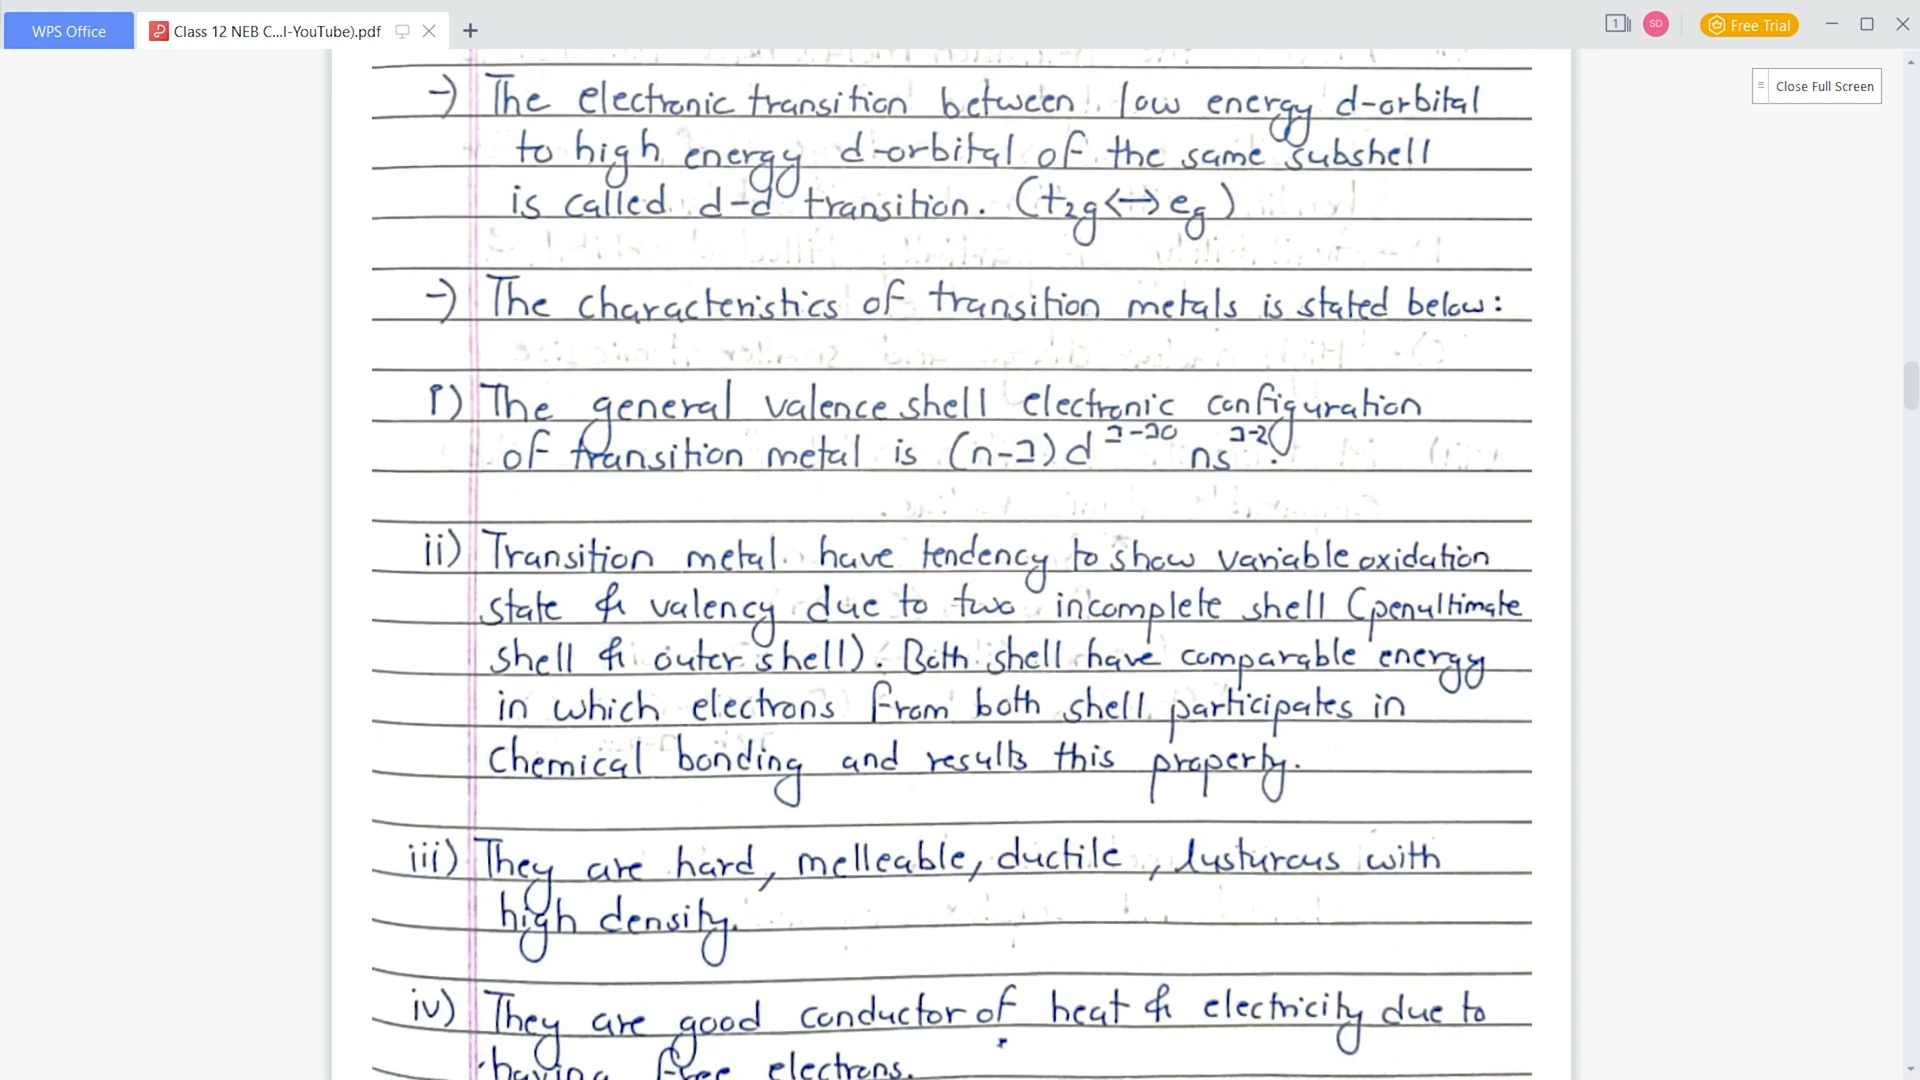 WPS Office
Class 12 NEB C...I-YouTube).pdf
1
SD
Free Trial
Close Full Screen
→) The electronic transition between low energy d-orbital
to high energy d-orbital of the same subshell
is called d-d transition. (t₂g↔eg)
→) The characteristics of transition metals is stated below:
i) The general valence shell electronic configuration
of transition metal is (n-1)d¹⁻¹⁰ ns¹⁻².
ii) Transition metal have tendency to show variable oxidation
state & valency due to two incomplete shell (penultimate
shell & outer shell). Both shell have comparable energy
in which electrons from both shell participates in
chemical bonding and results this property.
iii) They are hard, melleable, ductile, lusturous with
high density.
iv) They are good conductor of heat & electricity due to
having free electrons.